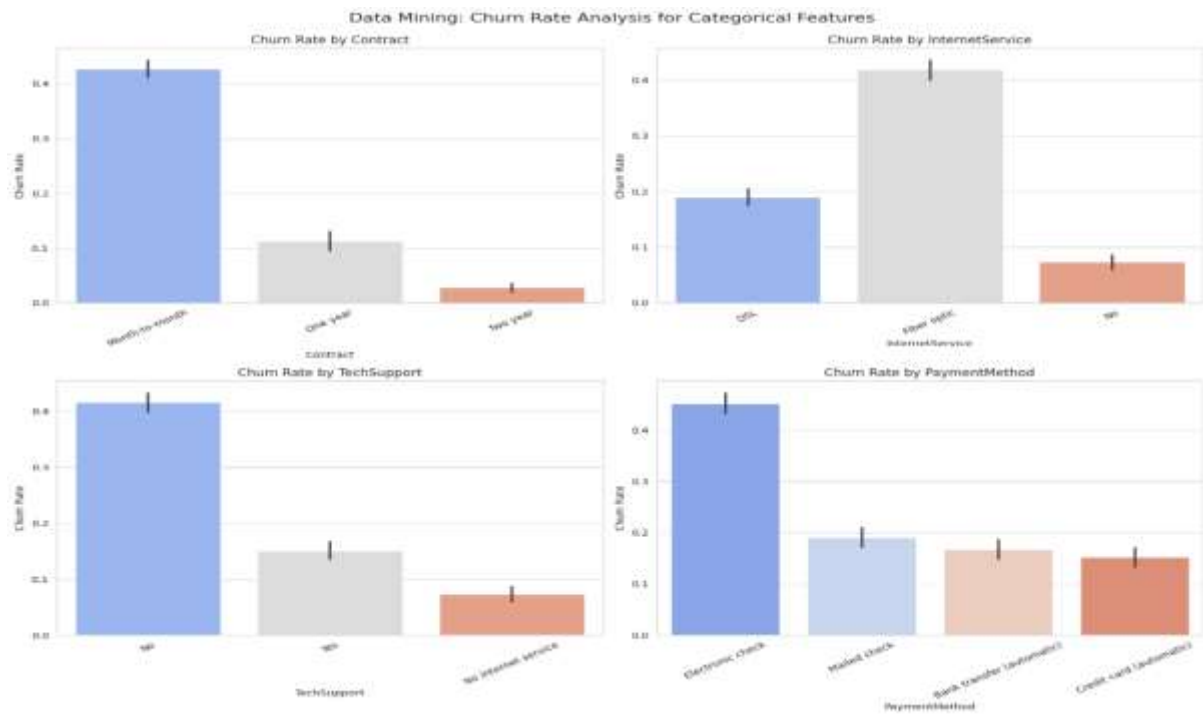 Data Mining: Churn Rate Analysis for Categorical Features
Churn Rate by Contract
Churn Rate
0.4
0.3
0.2
0.1
0.0
Month-to-month
One year
Two year
Contract
Churn Rate by InternetService
Churn Rate
0.4
0.3
0.2
0.1
0.0
DSL
Fiber optic
No
InternetService
Churn Rate by TechSupport
Churn Rate
0.4
0.3
0.2
0.1
0.0
No
Yes
No internet service
TechSupport
Churn Rate by PaymentMethod
Churn Rate
0.4
0.3
0.2
0.1
0.0
Electronic check
Mailed check
Bank transfer (automatic)
Credit card (automatic)
PaymentMethod